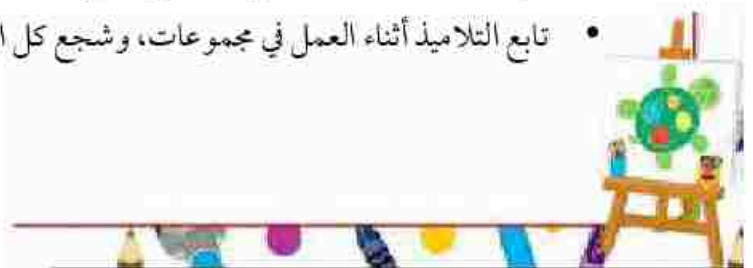 • تابع التلاميذ أثناء العمل في مجموعات، وشجع كل